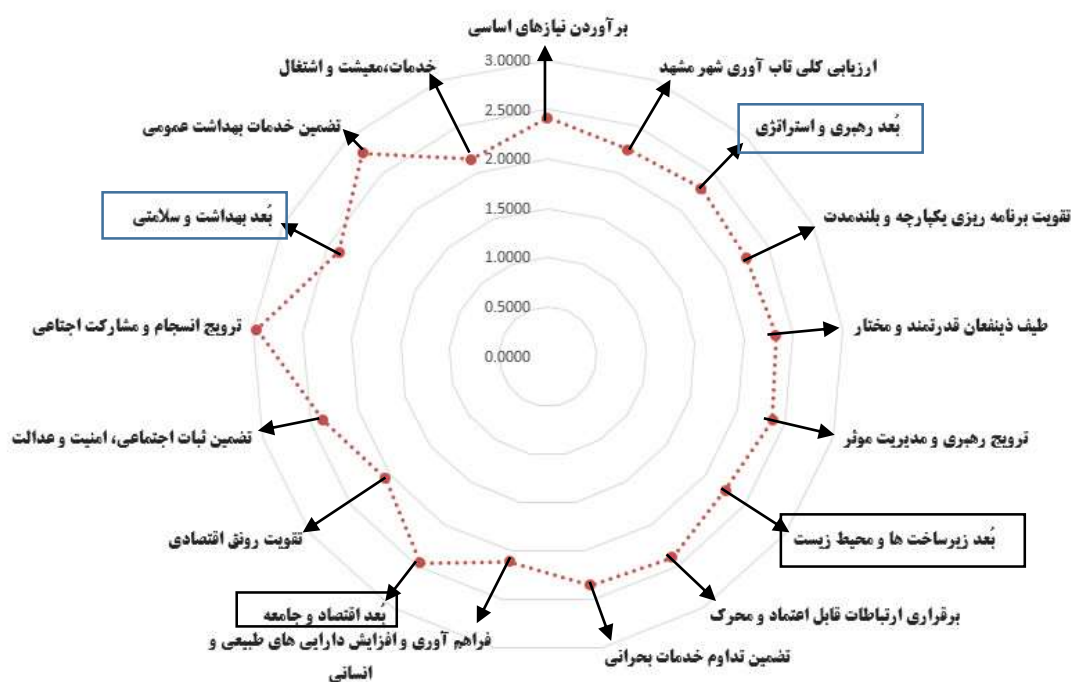 برآوردن نیازهای اساسی
ارزیابی کلی تاب آوری شهر مشهد
بُعد رهبری و استراتژی
تقویت برنامه ریزی یکپارچه و بلندمدت
طیف ذینفعان قدرتمند و مختار
ترویج رهبری و مدیریت موثر
بُعد زیرساخت ها و محیط زیست
برقراری ارتباطات قابل اعتماد و محرک
تضمین تداوم خدمات بحرانی
فراهم آوری و افزایش دارایی های طبیعی و
انسانی
بُعد اقتصاد و جامعه
تقویت رونق اقتصادی
تضمین ثبات اجتماعی، امنیت و عدالت
ترویج انسجام و مشارکت اجتاعی
بُعد بهداشت و سلامتی
تضمین خدمات بهداشت عمومی
خدمات،معیشت و اشتغال
3.0000
2.5000
2.0000
1.5000
1.0000
0.5000
0.0000